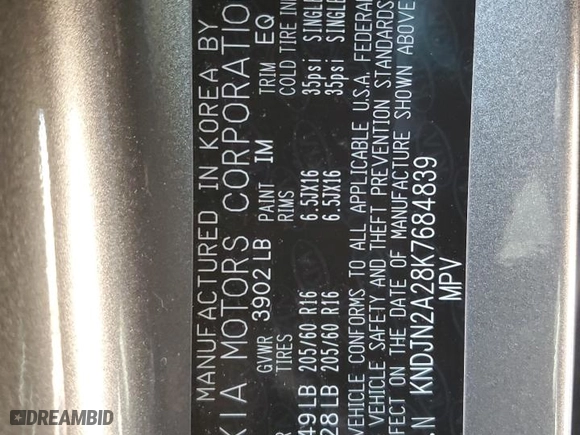 MANUFACTURED IN KOREA BY
KIA MOTORS CORPORATIO
GVWR 3902 LB PAINT IM TRIM EQ
TIRES RIMS COLD TIRE IN
49 LB 205/60 R16 6.5JX16 35psi SINGLE
28 LB 205/60 R16 6.5JX16 35psi SINGLE
VEHICLE CONFORMS TO ALL APPLICABLE U.S.A. FEDERAL
VEHICLE SAFETY AND THEFT PREVENTION STANDARDS
EFFECT ON THE DATE OF MANUFACTURE SHOWN ABOVE
KNDJN2A28K7684839
MPV
DREAMBID